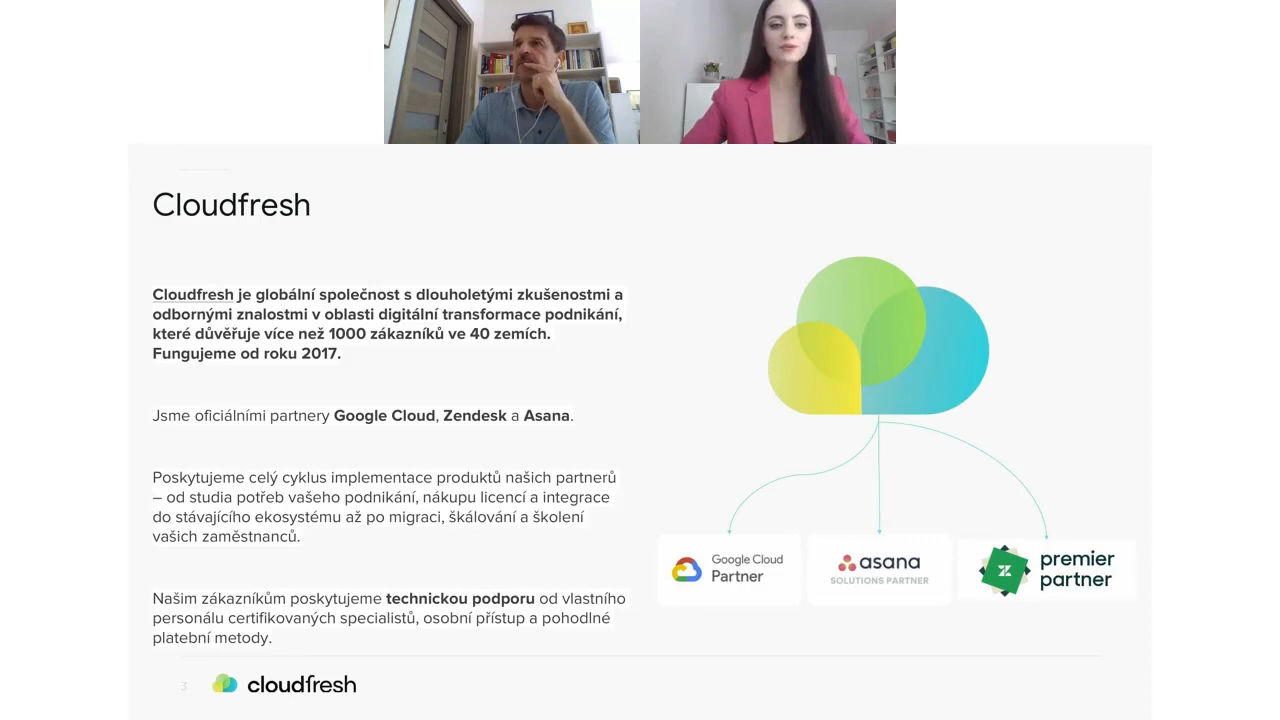 Cloudfresh
Cloudfresh je globální společnost s dlouholetými zkušenostmi a
odbornými znalostmi v oblasti digitální transformace podnikání,
které důvěřuje více než 1000 zákazníků ve 40 zemích.
Fungujeme od roku 2017.
Jsme oficiálními partnery Google Cloud, Zendesk a Asana.
Poskytujeme celý cyklus implementace produktů našich partnerů
– od studia potřeb vašeho podnikání, nákupu licencí a integrace
do stávajícího ekosystému až po migraci, škálování a školení
vašich zaměstnanců.
Našim zákazníkům poskytujeme technickou podporu od vlastního
personálu certifikovaných specialistů, osobní přístup a pohodlné
platební metody.
Google Cloud
Partner
asana
SOLUTIONS PARTNER
premier
partner
3
cloudfresh